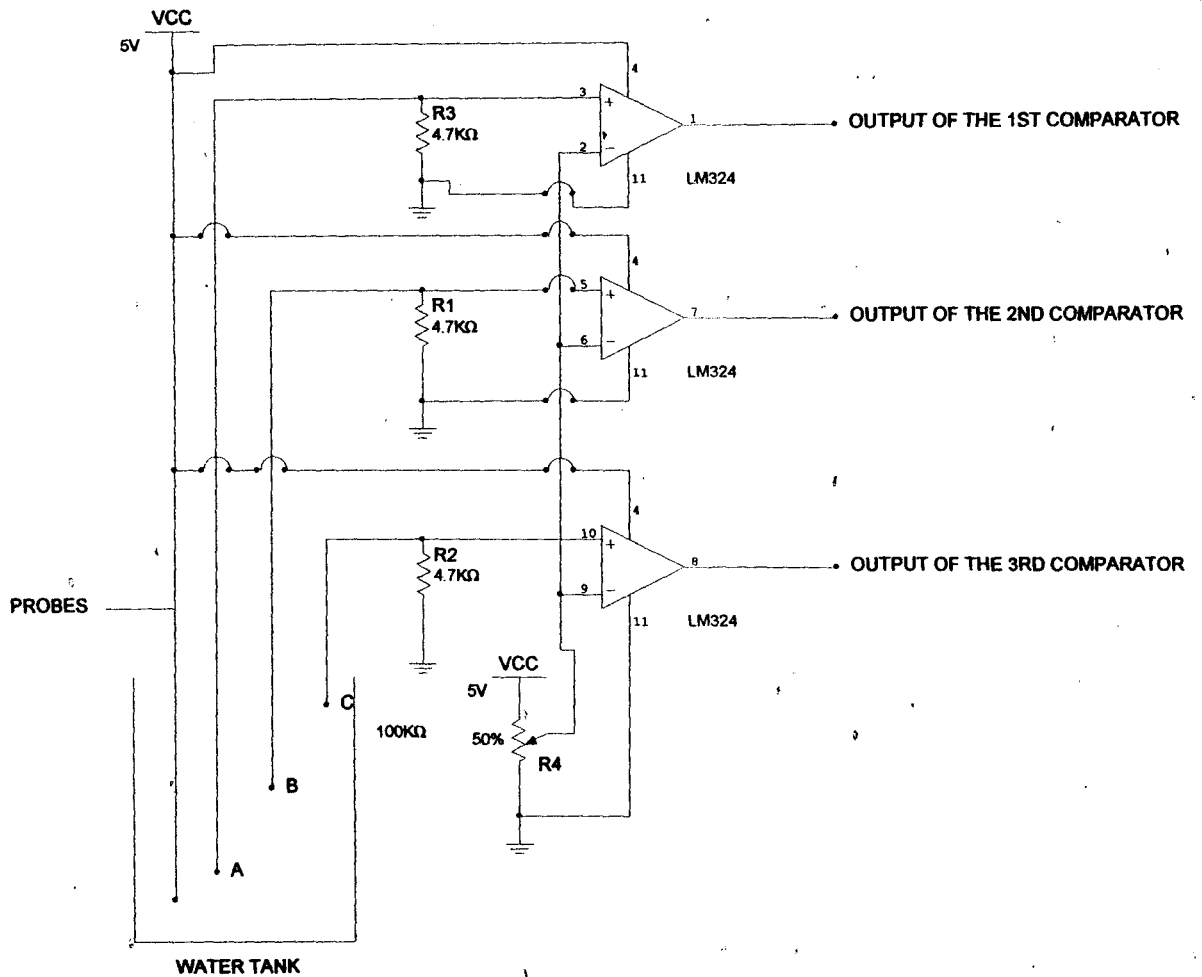 VCC
5V
4
3
R3
4.7KΩ
+
1
OUTPUT OF THE 1ST COMPARATOR
2
−
11
LM324
4
5
R1
4.7KΩ
+
7
OUTPUT OF THE 2ND COMPARATOR
6
−
11
LM324
4
10
R2
4.7KΩ
+
8
OUTPUT OF THE 3RD COMPARATOR
9
−
PROBES
11
LM324
VCC
5V
C
100KΩ
50%
R4
B
A
WATER TANK